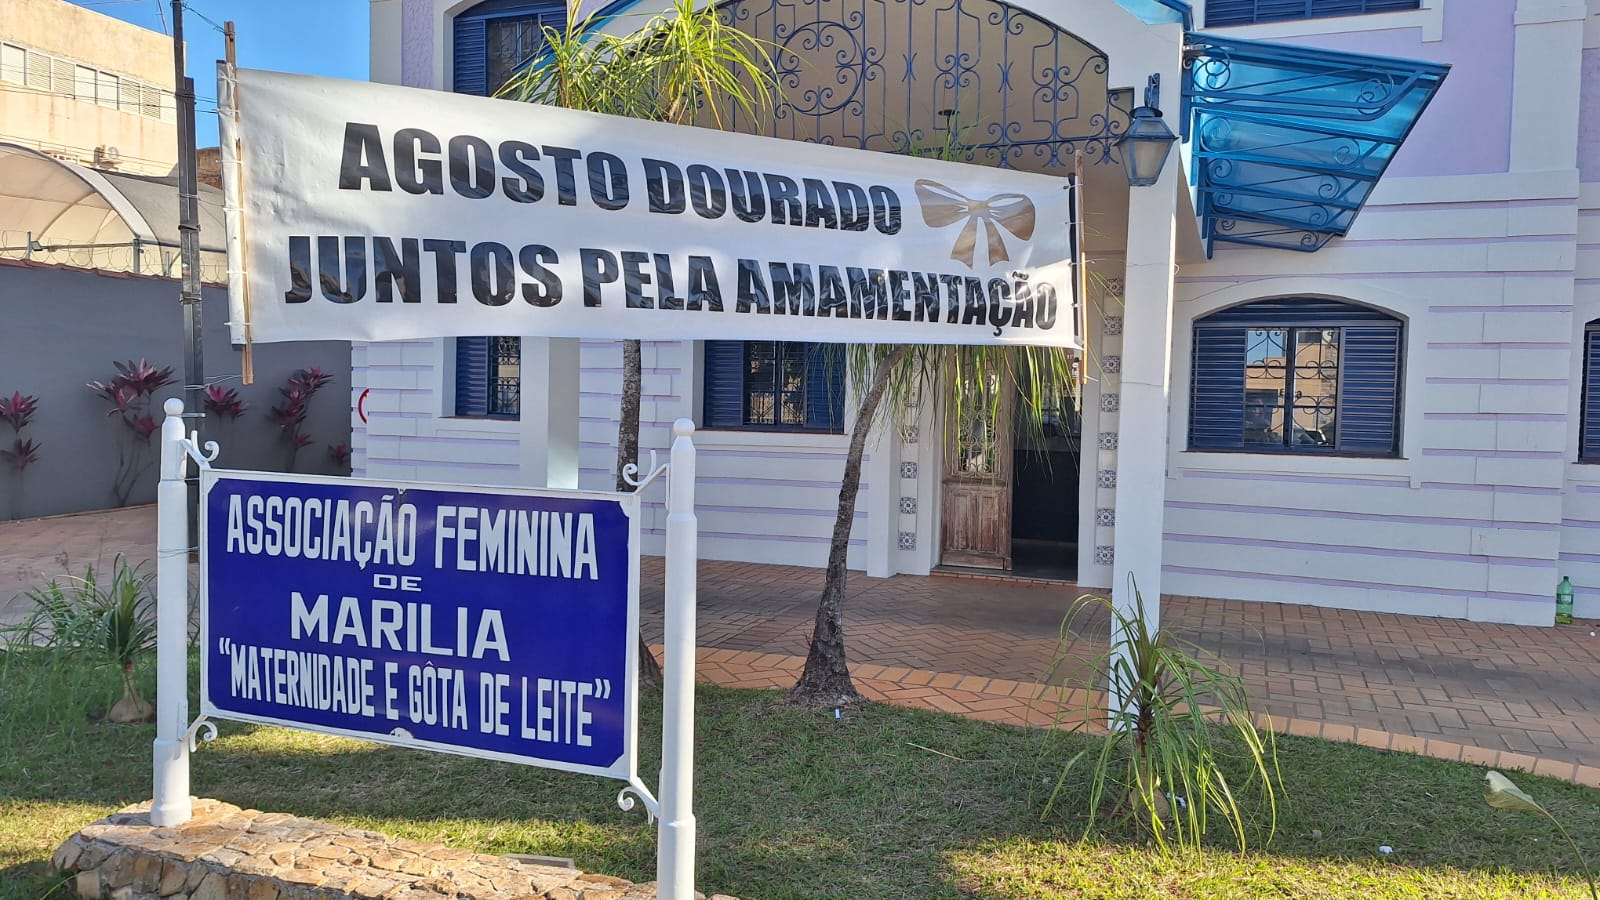 AGOSTO DOURADO
JUNTOS PELA AMAMENTAÇÃO
ASSOCIAÇÃO FEMININA
DE
MARILIA
"MATERNIDADE E GÔTA DE LEITE"